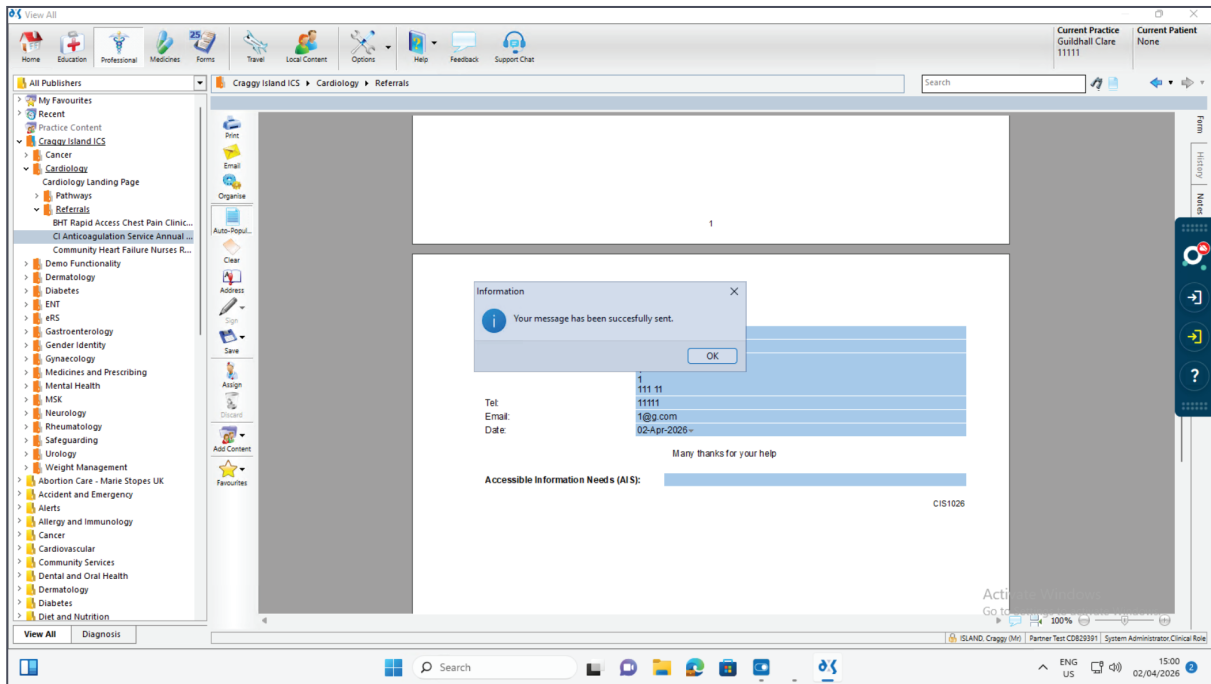 View All
Home
Education
Professional
Medicines
25
Forms
Travel
Local Content
Options
Help
Feedback
Support Chat
Current Practice
Guildhall Clare
11111
Current Patient
None
All Publishers
Craggy Island ICS
Cardiology
Referrals
Search
My Favourites
Recent
Practice Content
Craggy Island ICS
Cancer
Cardiology
Cardiology Landing Page
Pathways
Referrals
BHT Rapid Access Chest Pain Clinic...
CI Anticoagulation Service Annual ...
Community Heart Failure Nurses R...
Demo Functionality
Dermatology
Diabetes
ENT
eRS
Gastroenterology
Gender Identity
Gynaecology
Medicines and Prescribing
Mental Health
MSK
Neurology
Rheumatology
Safeguarding
Urology
Weight Management
Abortion Care - Marie Stopes UK
Accident and Emergency
Alerts
Allergy and Immunology
Cancer
Cardiovascular
Community Services
Dental and Oral Health
Dermatology
Diabetes
Diet and Nutrition
View All
Diagnosis
Print
Email
Organise
Auto-Popul...
Clear
Address
Sign
Save
Assign
Discard
Add Content
Favourites
1
Information
Your message has been succesfully sent.
OK
1
111 11
Tel:
11111
Email:
1@g.com
Date:
02-Apr-2026
Many thanks for your help
Accessible Information Needs (AIS):
CIS1026
Form
History
Notes
?
100%
ISLAND, Craggy (Mr)
Partner Test CDB29391
System Administrator,Clinical Role
Search
ENG
US
15:00
02/04/2026
2